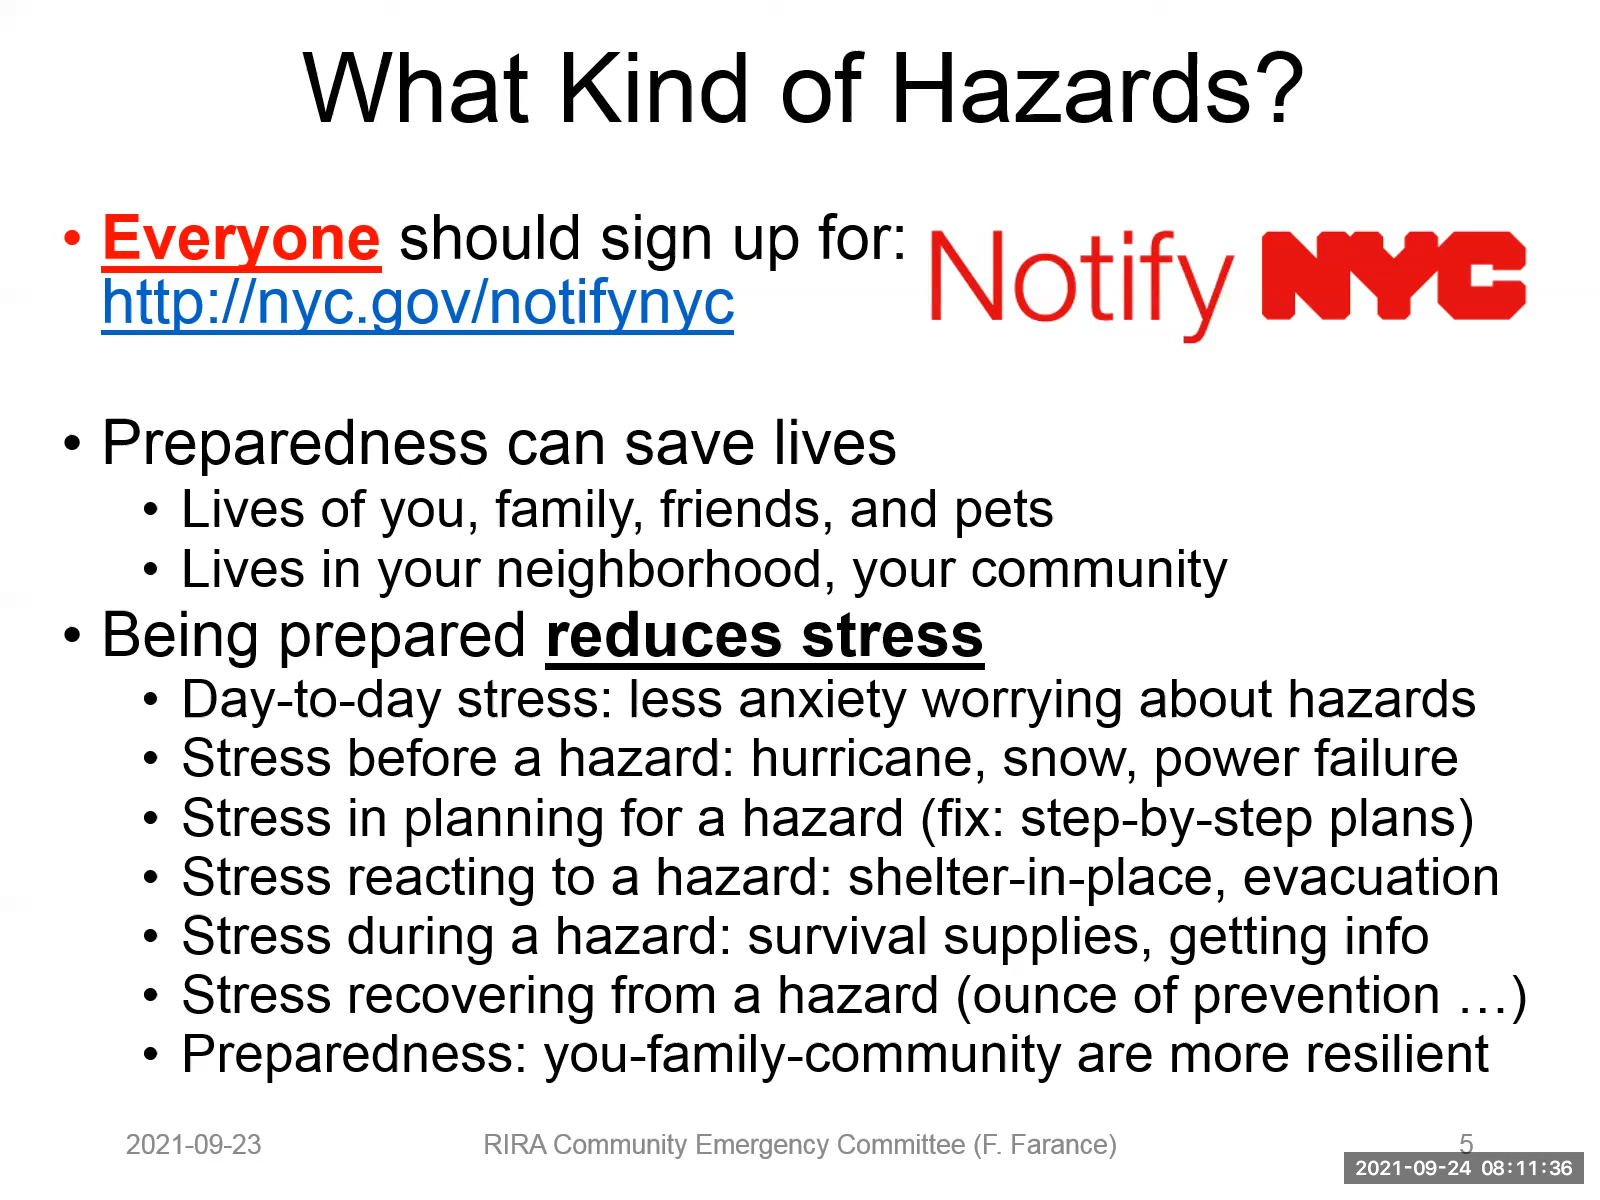 What Kind of Hazards?
• Everyone should sign up for: Notify NYC
http://nyc.gov/notifynyc
• Preparedness can save lives
• Lives of you, family, friends, and pets
• Lives in your neighborhood, your community
• Being prepared reduces stress
• Day-to-day stress: less anxiety worrying about hazards
• Stress before a hazard: hurricane, snow, power failure
• Stress in planning for a hazard (fix: step-by-step plans)
• Stress reacting to a hazard: shelter-in-place, evacuation
• Stress during a hazard: survival supplies, getting info
• Stress recovering from a hazard (ounce of prevention …)
• Preparedness: you-family-community are more resilient
2021-09-23 RIRA Community Emergency Committee (F. Farance) 5
2021-09-24 08:11:36